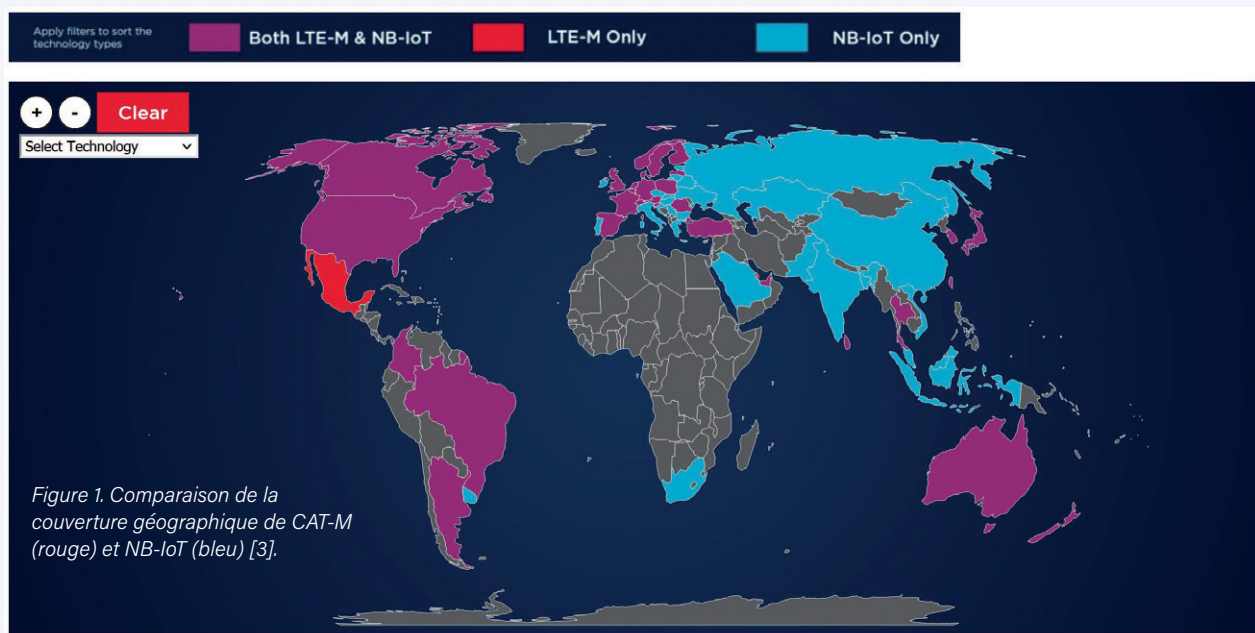 Apply filters to sort the
technology types
Both LTE-M & NB-IoT
LTE-M Only
NB-IoT Only
+
-
Clear
Select Technology
Figure 1. Comparaison de la
couverture géographique de CAT-M
(rouge) et NB-IoT (bleu) [3].